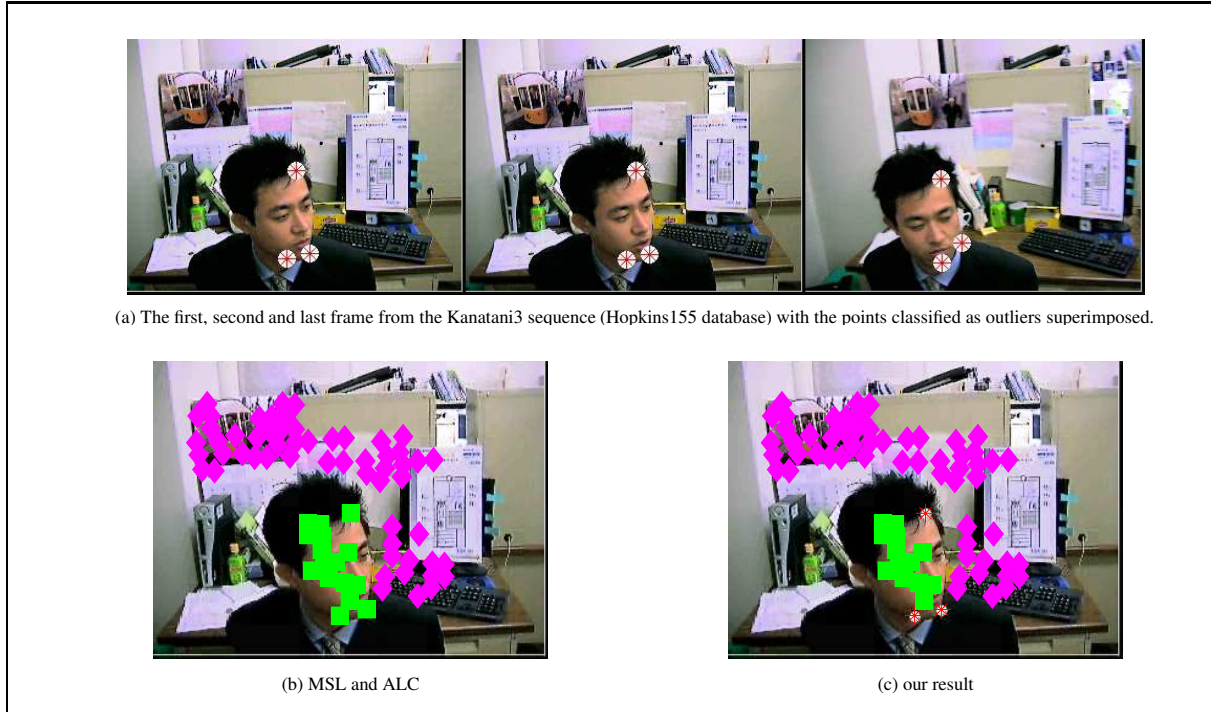 (a) The first, second and last frame from the Kanatani3 sequence (Hopkins155 database) with the points classified as outliers superimposed.
(b) MSL and ALC
(c) our result